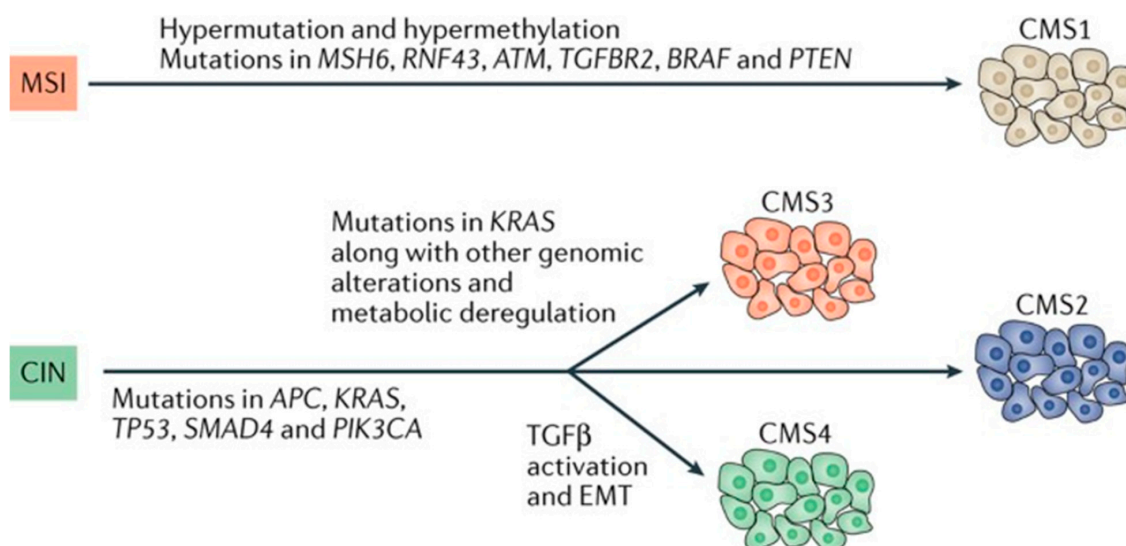 Hypermutation and hypermethylation
Mutations in MSH6, RNF43, ATM, TGFBR2, BRAF and PTEN
MSI
CMS1
Mutations in KRAS
along with other genomic
alterations and
metabolic deregulation
CMS3
CMS2
CIN
Mutations in APC, KRAS,
TP53, SMAD4 and PIK3CA
TGFβ
activation
and EMT
CMS4